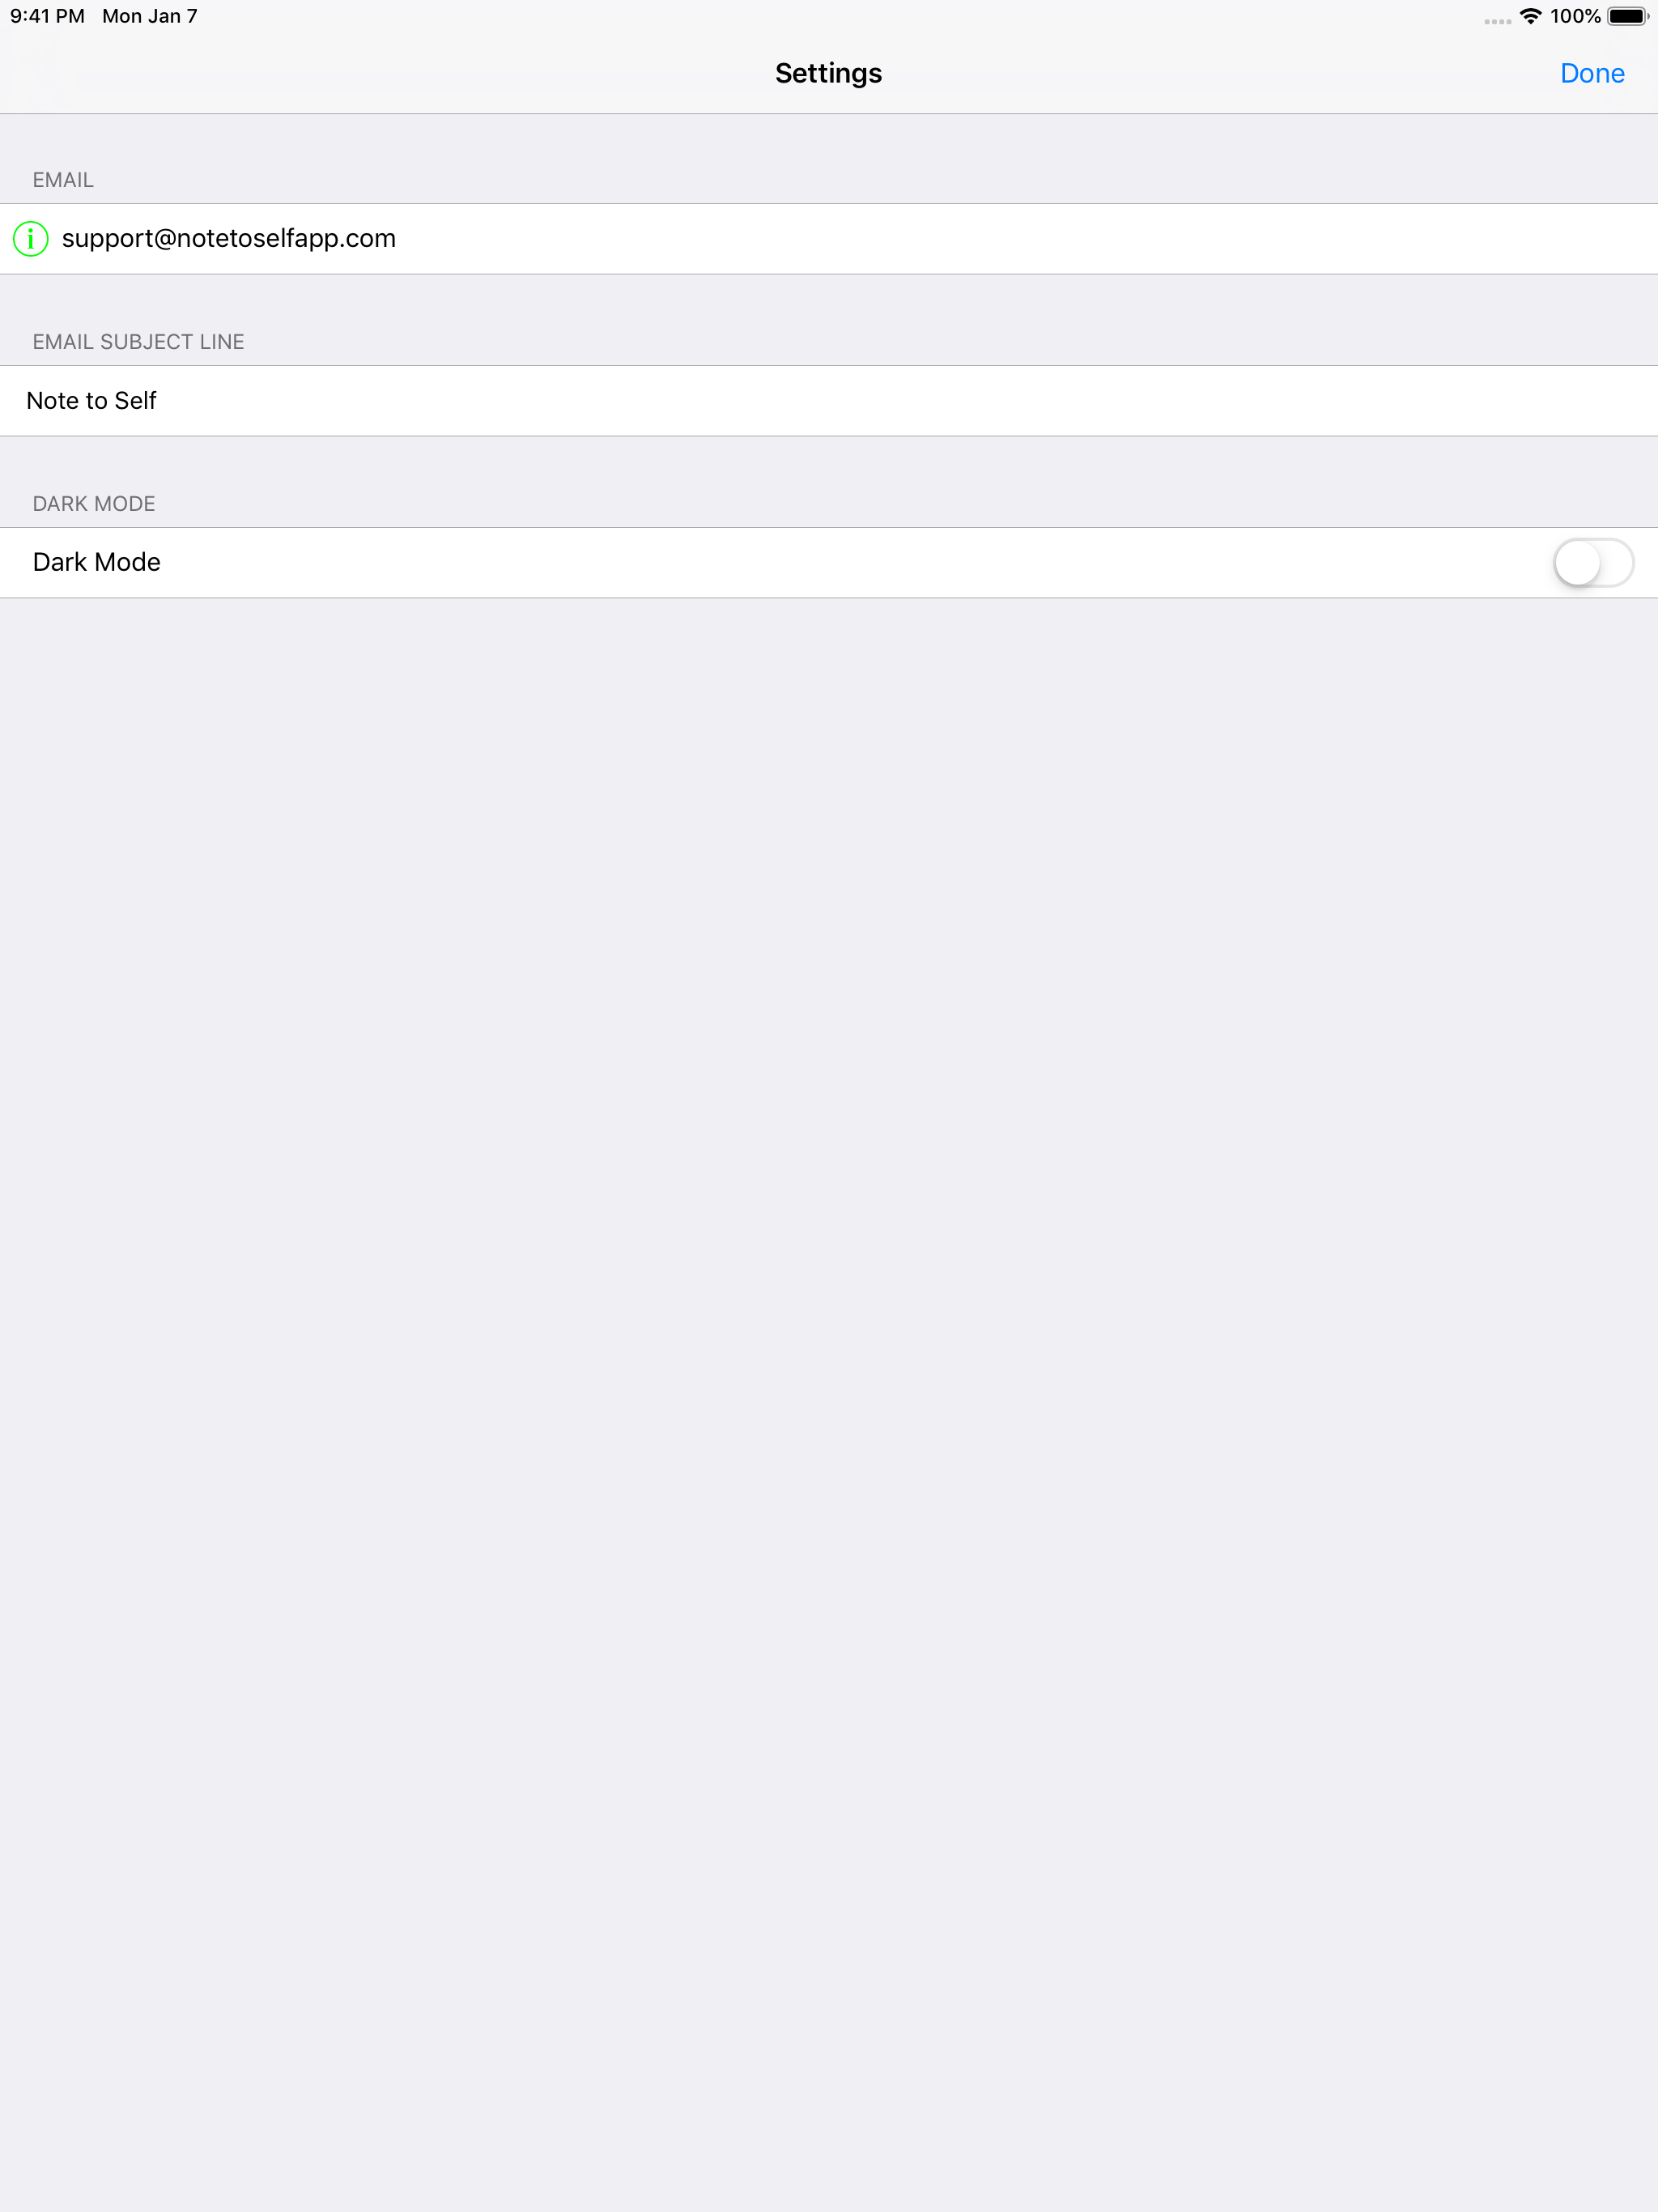 9:41 PM Mon Jan 7 100%
Settings Done
EMAIL
i support@notetoselfapp.com
EMAIL SUBJECT LINE
Note to Self
DARK MODE
Dark Mode